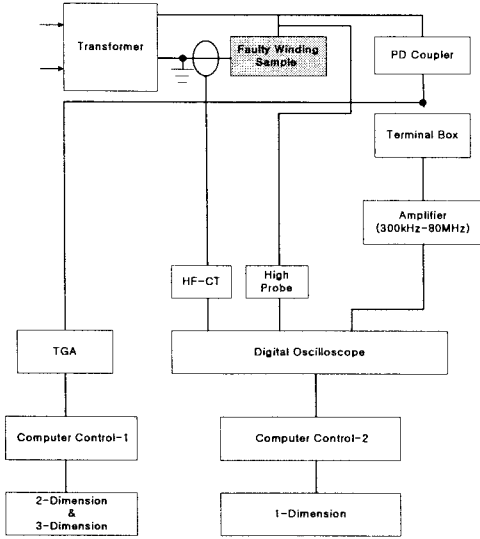 Transformer
Faulty Winding
Sample
PD Coupler
Terminal Box
Amplifier
(300kHz-80MHz)
HF-CT
High
Probe
TGA
Digital Oscilloscope
Computer Control-1
Computer Control-2
2-Dimension
&
3-Dimension
1-Dimension